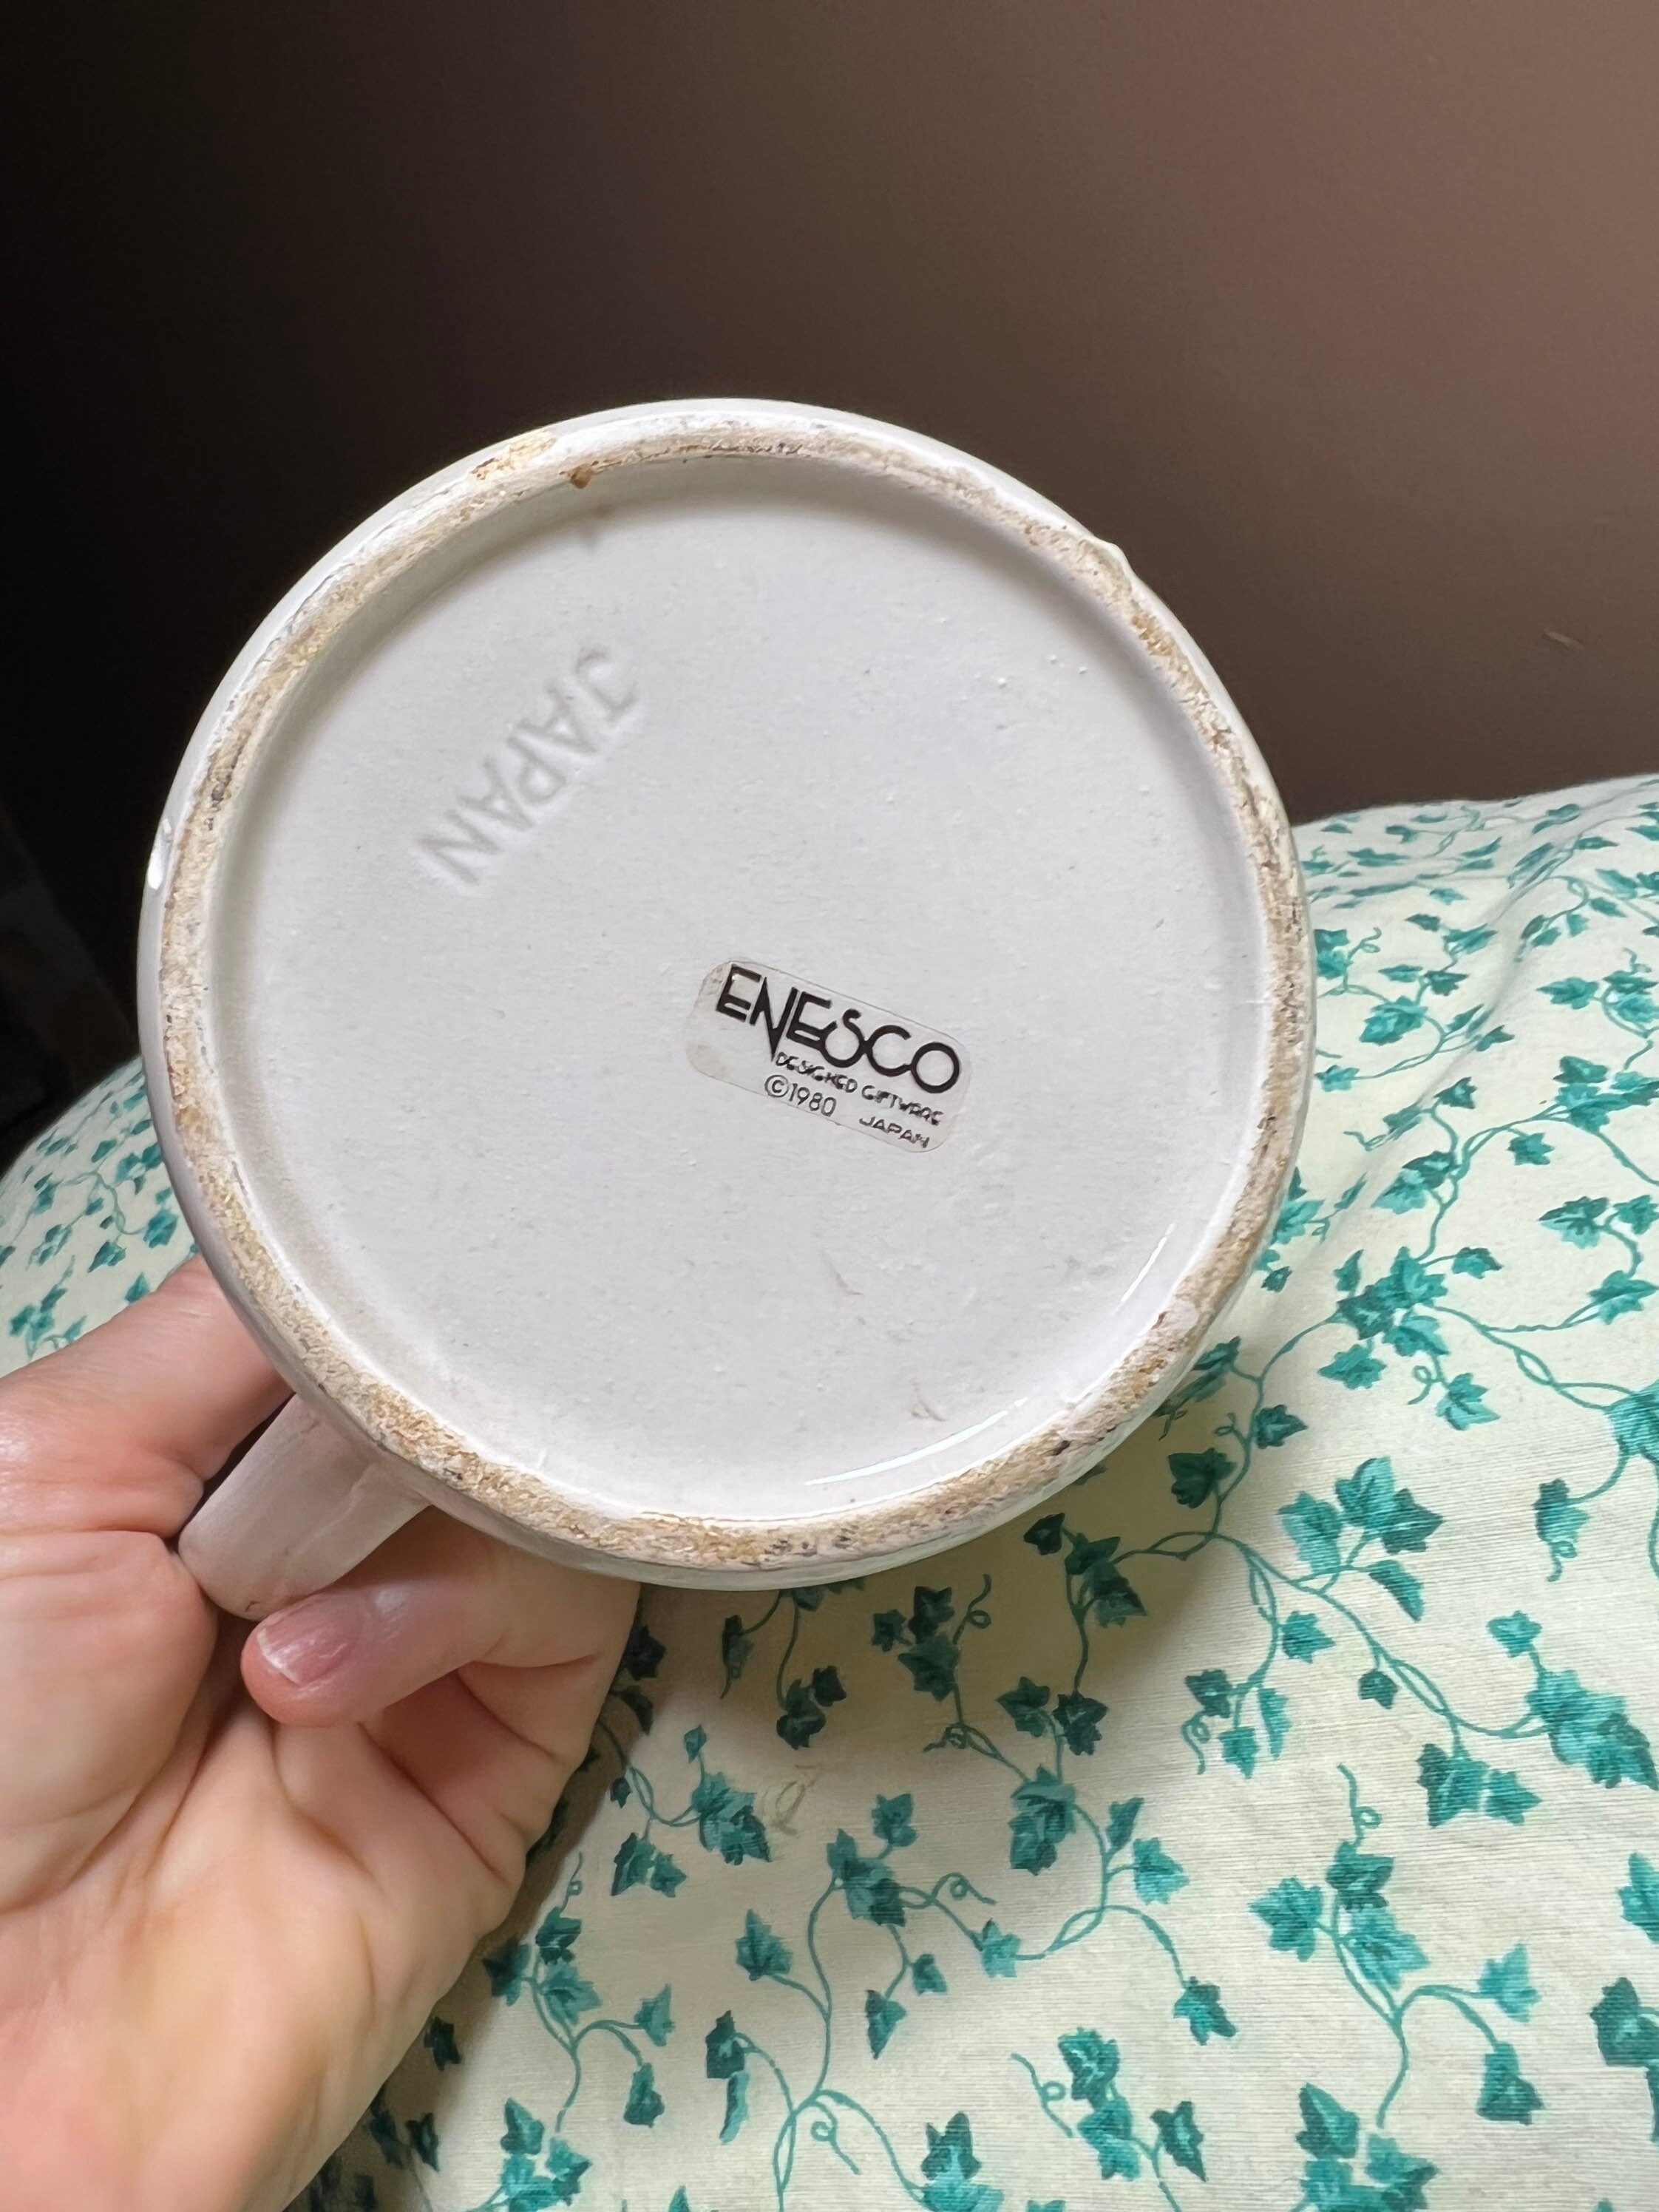 JAPAN
ENESCO
DESIGNED GIFTWARE
©1980 JAPAN